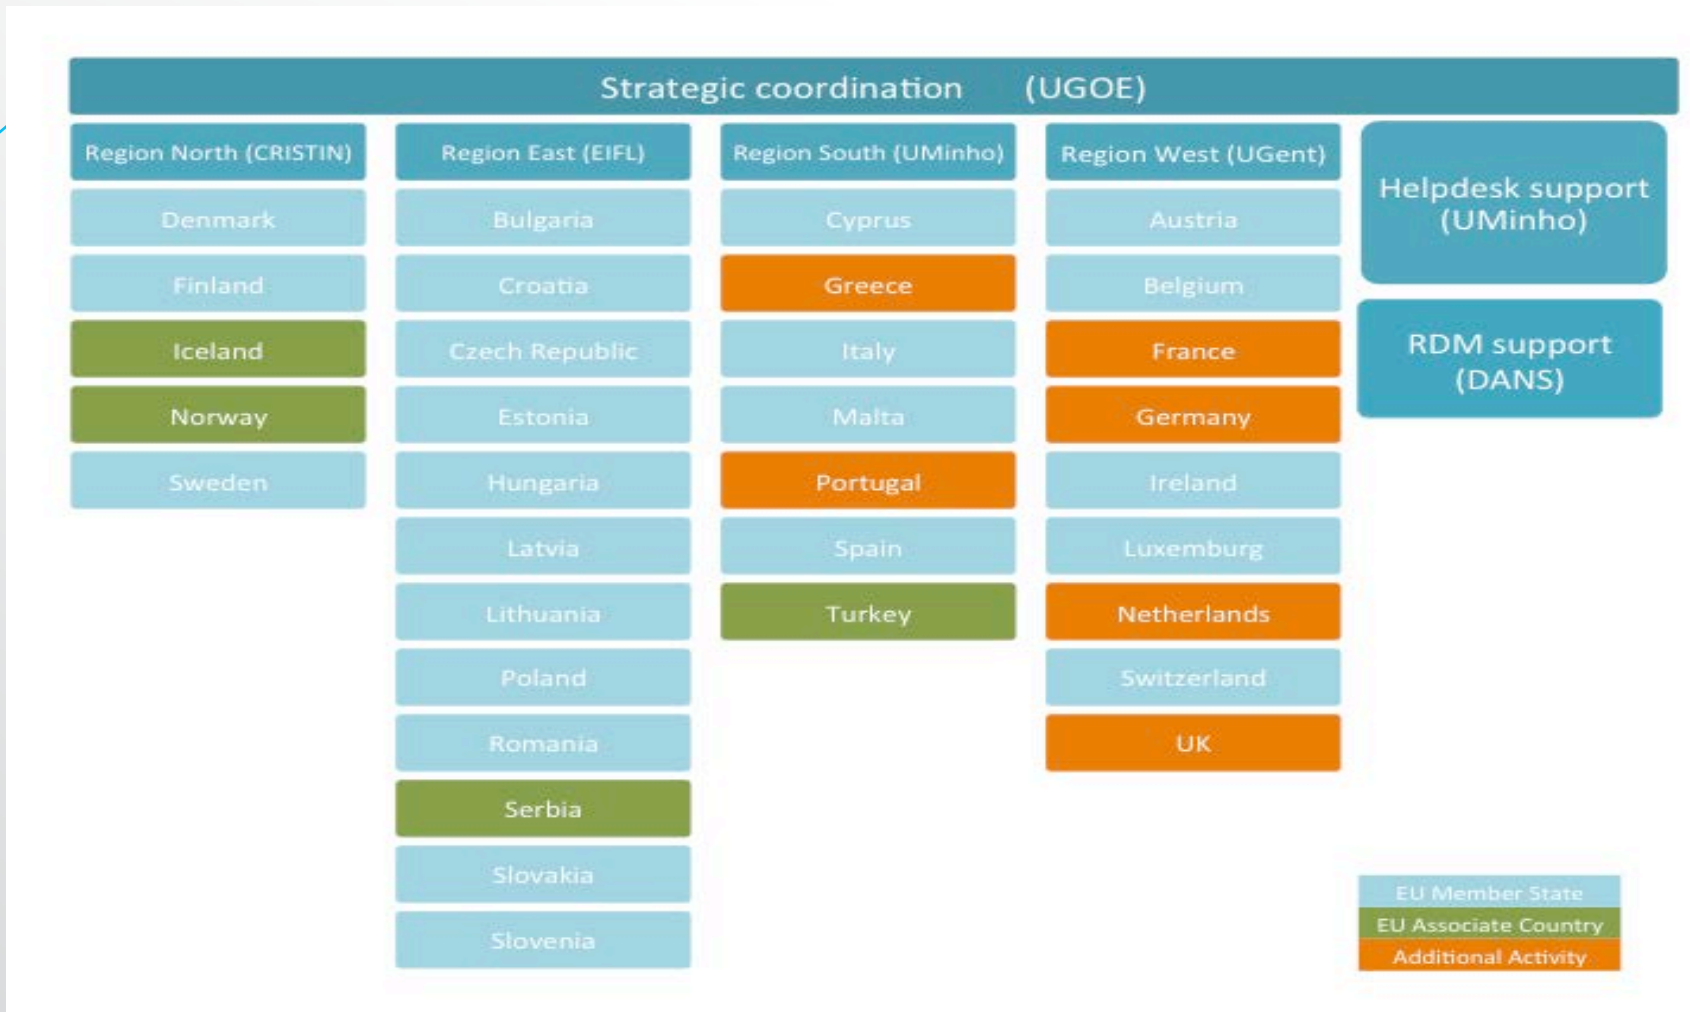 Strategic coordination (UGOE)
Region North (CRISTIN)
Denmark
Finland
Iceland
Norway
Sweden
Region East (EIFL)
Bulgaria
Croatia
Czech Republic
Estonia
Hungaria
Latvia
Lithuania
Poland
Romania
Serbia
Slovakia
Slovenia
Region South (UMinho)
Cyprus
Greece
Italy
Malta
Portugal
Spain
Turkey
Region West (UGent)
Austria
Belgium
France
Germany
Ireland
Luxemburg
Netherlands
Switzerland
UK
Helpdesk support
(UMinho)
RDM support
(DANS)
EU Member State
EU Associate Country
Additional Activity